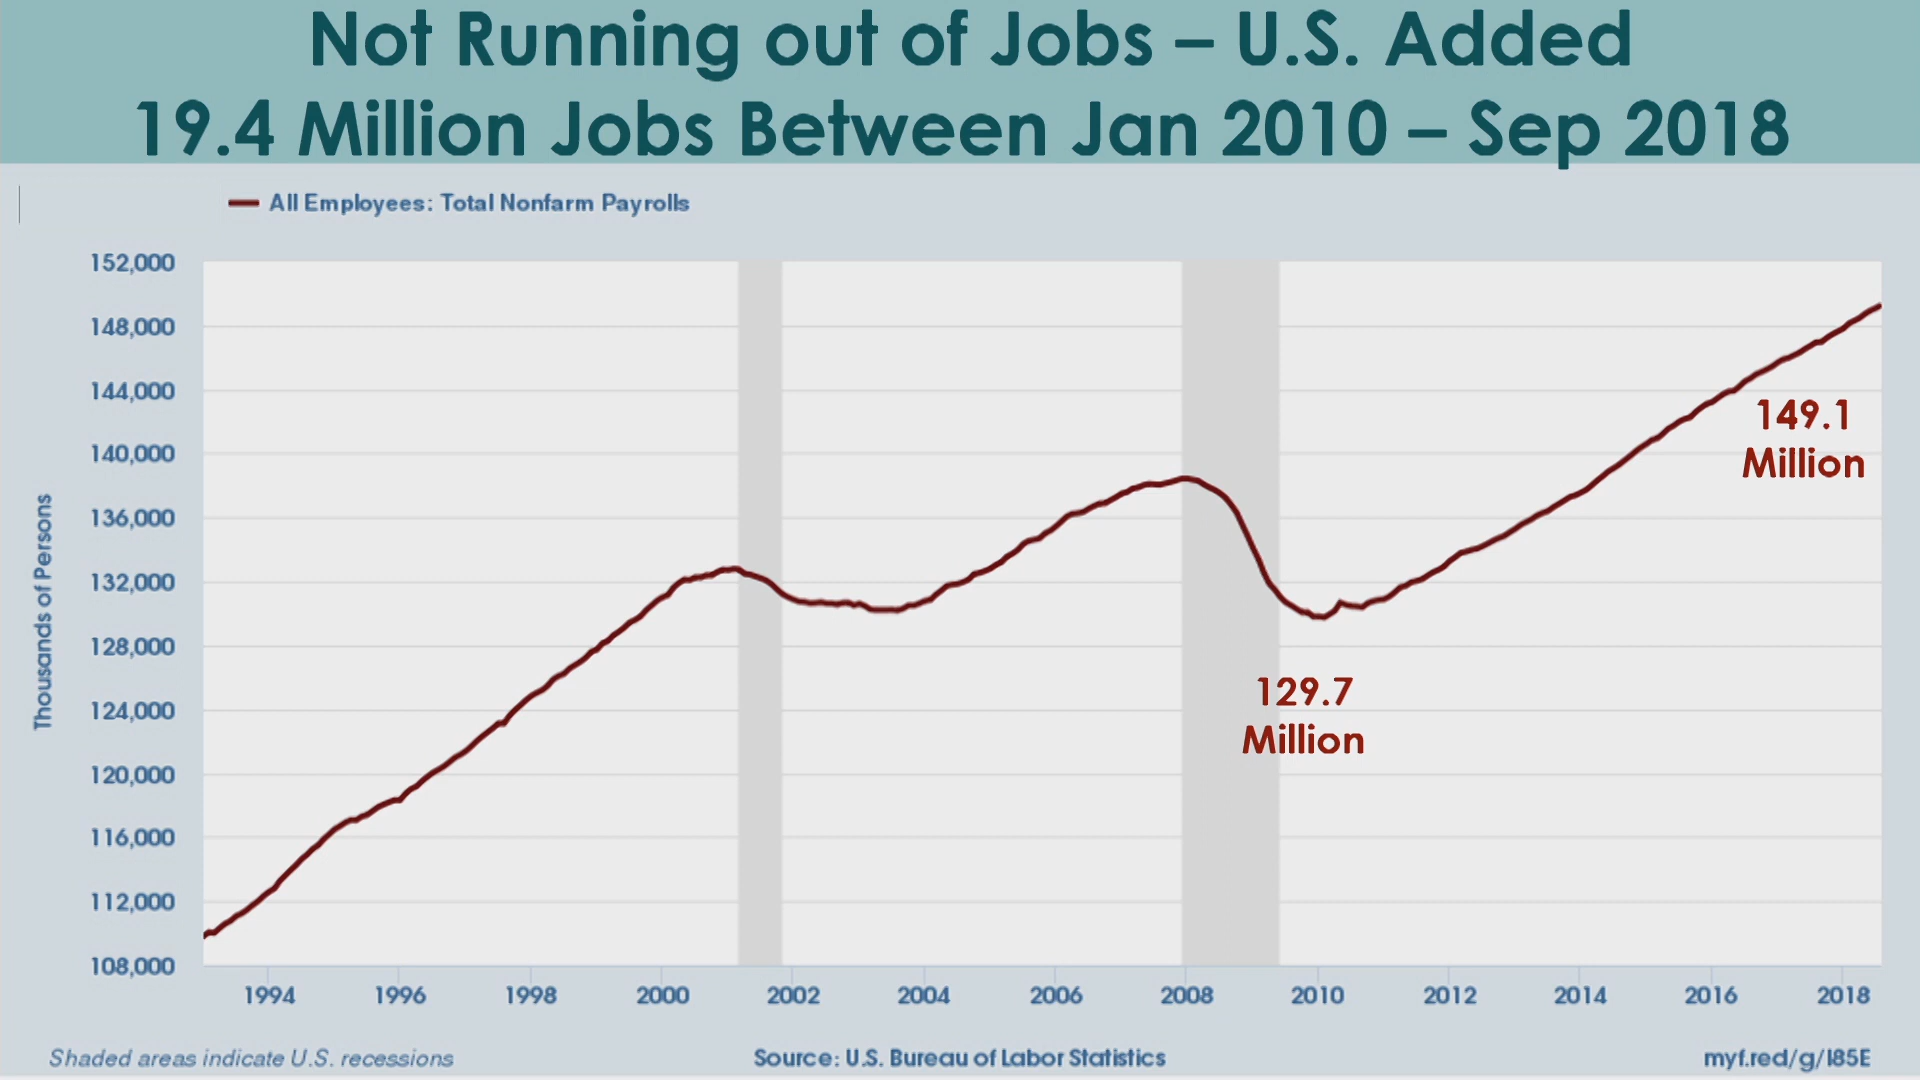 Not Running out of Jobs – U.S. Added
19.4 Million Jobs Between Jan 2010 – Sep 2018
All Employees: Total Nonfarm Payrolls
152,000
148,000
144,000
140,000
136,000
132,000
128,000
124,000
120,000
116,000
112,000
108,000
Thousands of Persons
149.1
Million
129.7
Million
1994 1996 1998 2000 2002 2004 2006 2008 2010 2012 2014 2016 2018
Shaded areas indicate U.S. recessions
Source: U.S. Bureau of Labor Statistics
myf.red/g/l85E